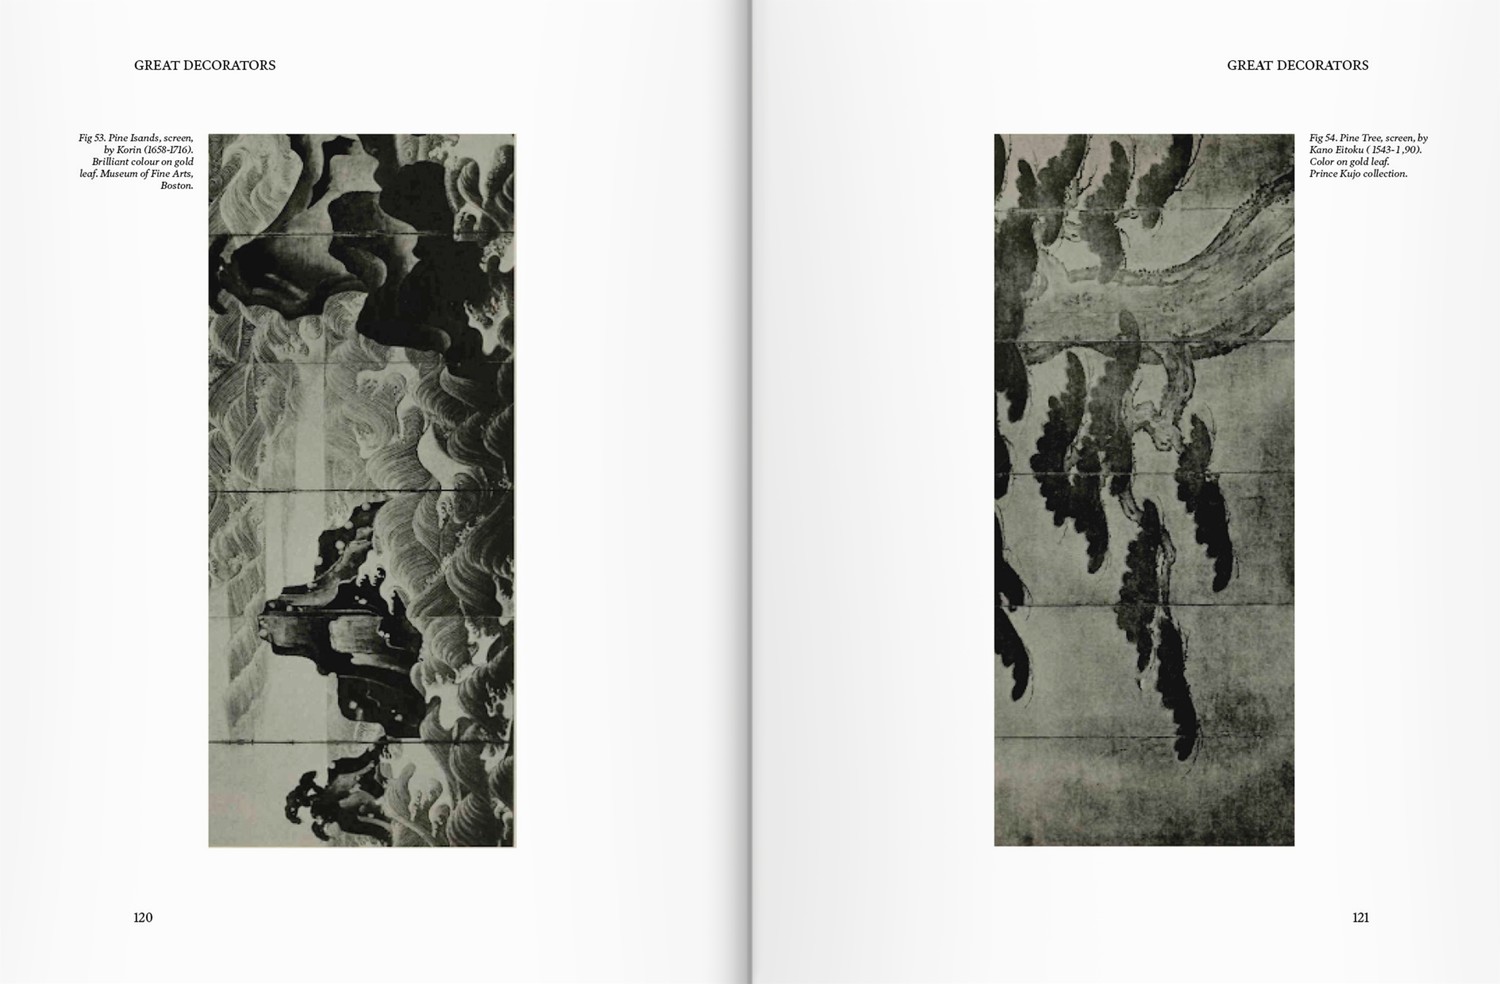 GREAT DECORATORS
Fig 53. Pine Isands, screen,
by Korin (1658-1716).
Brilliant colour on gold
leaf. Museum of Fine Arts,
Boston.
120
GREAT DECORATORS
Fig 54. Pine Tree, screen, by
Kano Eitoku ( 1543-1 ,90).
Color on gold leaf.
Prince Kujo collection.
121